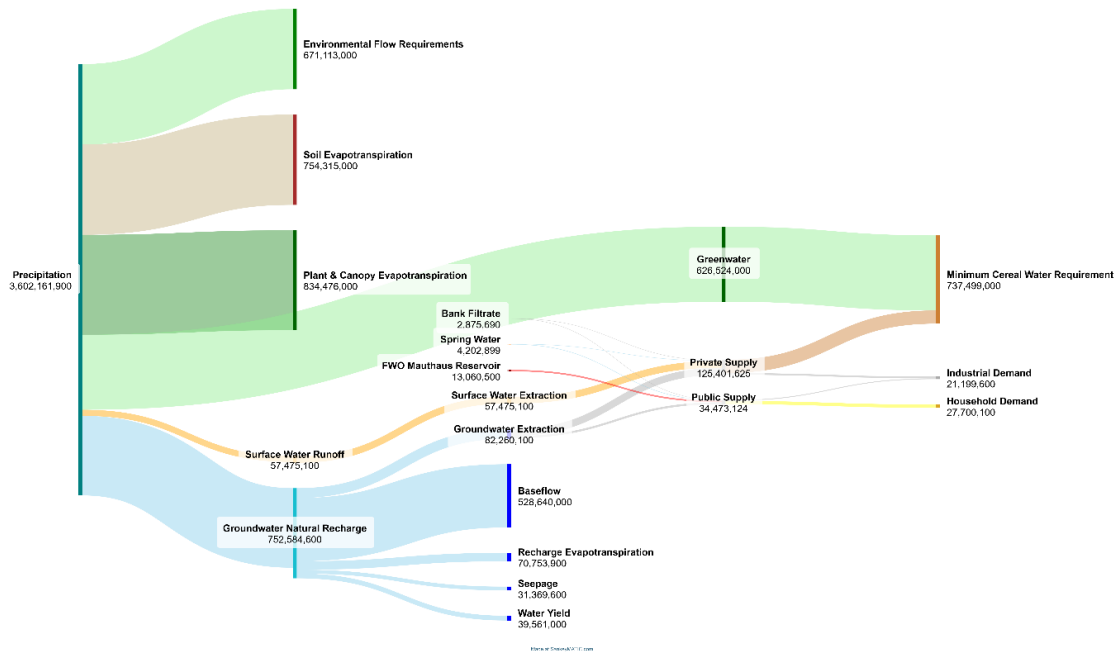 Environmental Flow Requirements
671,113,000
Soil Evapotranspiration
754,315,000
Precipitation
3,602,161,900
Plant & Canopy Evapotranspiration
834,476,000
Greenwater
626,524,000
Minimum Cereal Water Requirement
737,499,000
Bank Filtrate
2,875,690
Spring Water
4,202,899
FWO Mauthaus Reservoir
13,060,500
Surface Water Extraction
57,475,100
Groundwater Extraction
82,260,100
Private Supply
125,401,625
Public Supply
34,473,124
Industrial Demand
21,199,600
Household Demand
27,700,100
Surface Water Runoff
57,475,100
Groundwater Natural Recharge
752,584,600
Baseflow
528,640,000
Recharge Evapotranspiration
70,753,900
Seepage
31,369,600
Water Yield
39,561,000